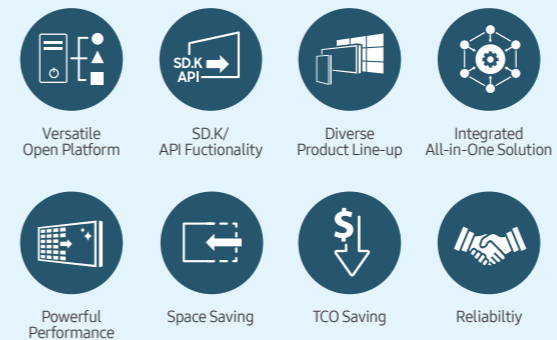 SD.K
API
Versatile
Open Platform
SD.K/
API Fuctionality
Diverse
Product Line-up
Integrated
All-in-One Solution
$
Powerful
Performance
Space Saving
TCO Saving
Reliabiltiy